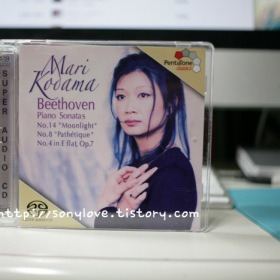 Mari
Kodama
Beethoven
Piano Sonatas
No.14 "Moonlight"
No.8 "Pathétique"
No.4 in E flat, Op.7
PentaTone
classics
SUPER AUDIO CD
http://sonylove.tistory.com